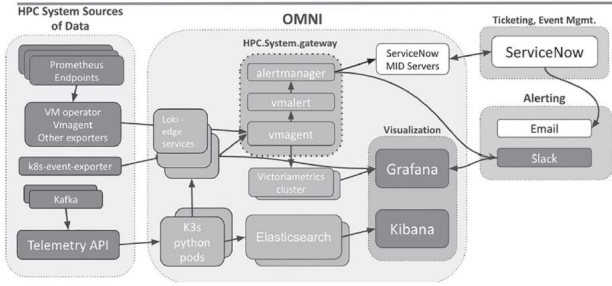 HPC System Sources
of Data
Prometheus
Endpoints
VM operator
Vmagent
Other exporters
k8s-event-exporter
Kafka
Telemetry API
OMNI
HPC.System.gateway
alertmanager
vmalert
vmagent
Loki -
edge
services
Victoriametrics
cluster
K3s
python
pods
Elasticsearch
ServiceNow
MID Servers
Visualization
Grafana
Kibana
Ticketing, Event Mgmt.
ServiceNow
Alerting
Email
Slack